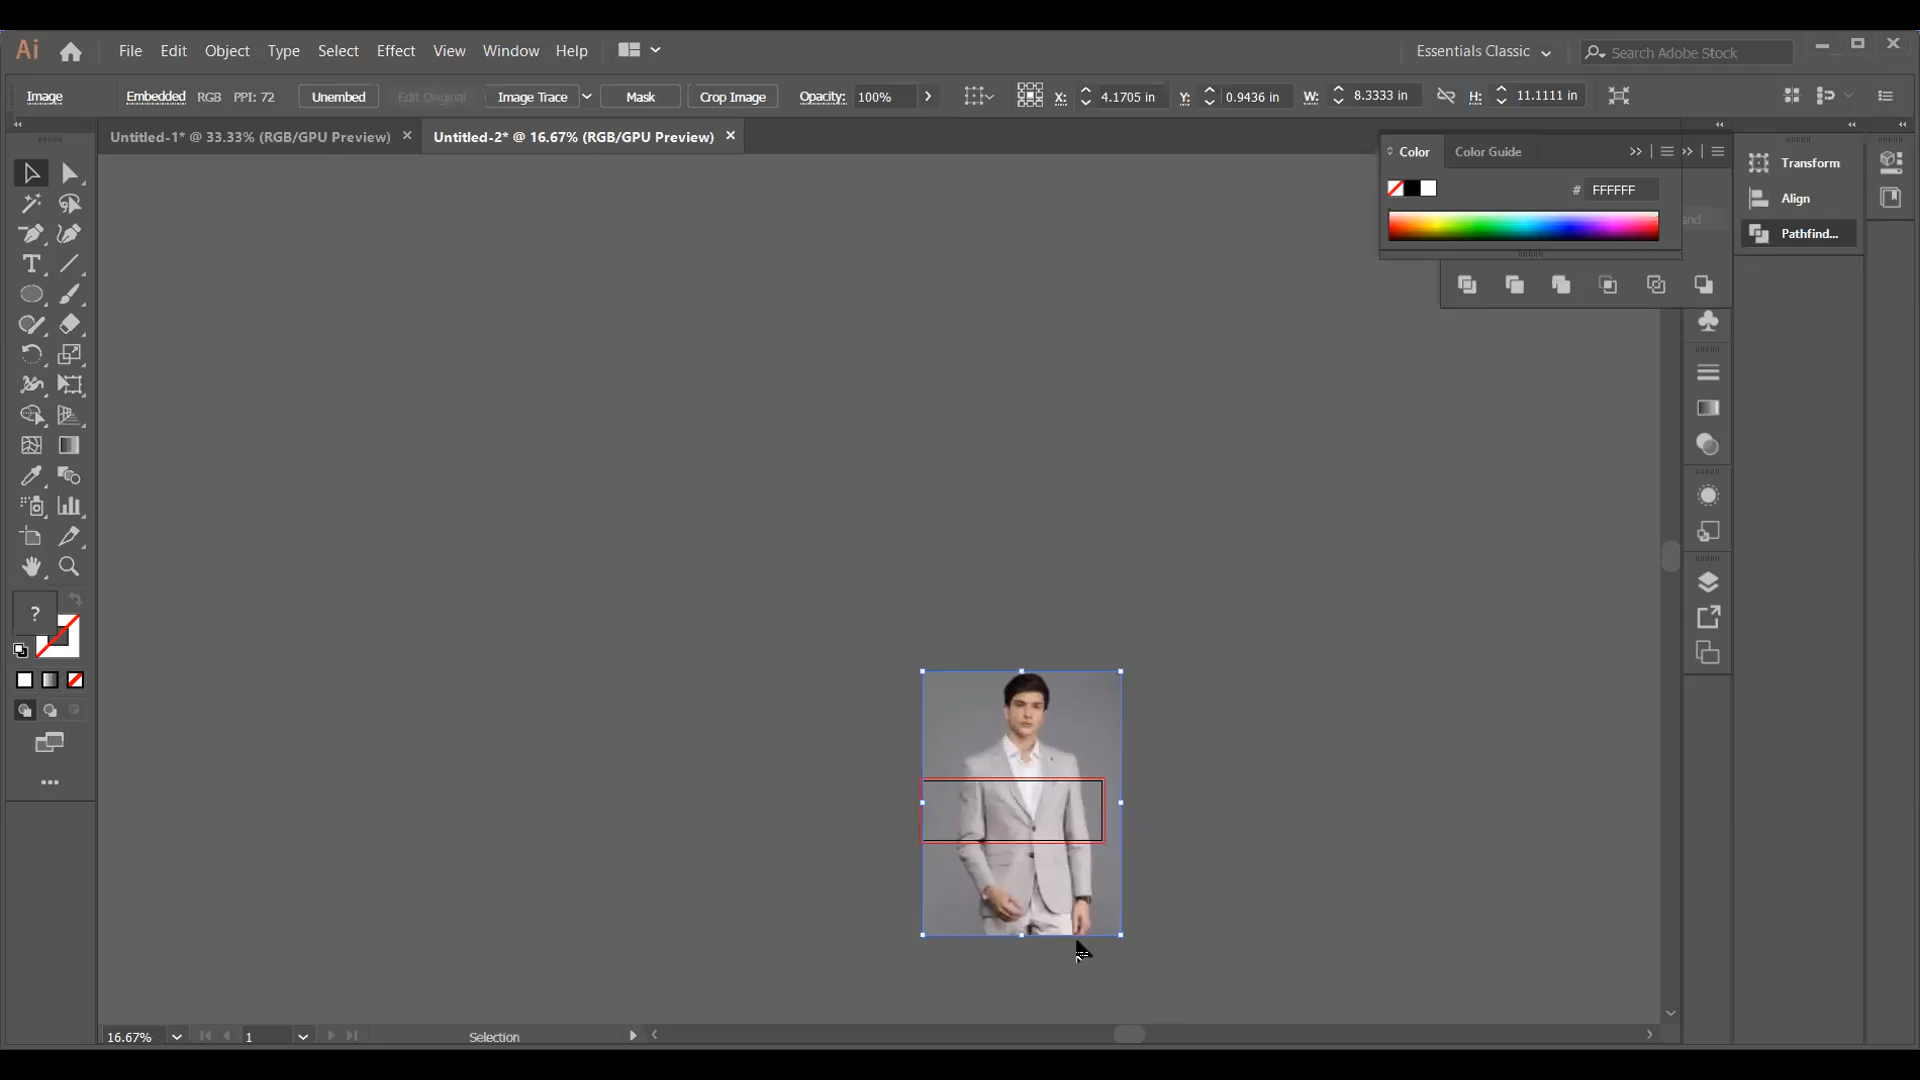 Ai File Edit Object Type Select Effect View Window Help Essentials Classic Search Adobe Stock
Image Embedded RGB PPI: 72 Unembed Edit Original Image Trace Mask Crop Image Opacity: 100% X: 4.1705 in Y: 0.9436 in W: 8.3333 in H: 11.1111 in
Untitled-1* @ 33.33% (RGB/GPU Preview) Untitled-2* @ 16.67% (RGB/GPU Preview)
Color Color Guide
Transform
# FFFFFF
Align
Pathfind...
?
16.67% 1 Selection